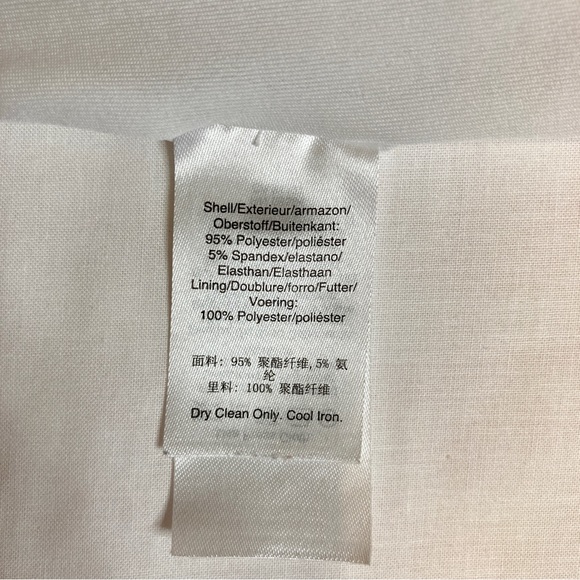 Shell/Exterieur/armazon/
Oberstoff/Buitenkant:
95% Polyester/poliéster
5% Spandex/elastano/
Elasthan/Elasthaan
Lining/Doublure/forro/Futter/
Voering:
100% Polyester/poliéster
面料: 95% 聚酯纤维, 5% 氨
纶
里料: 100% 聚酯纤维
Dry Clean Only. Cool Iron.